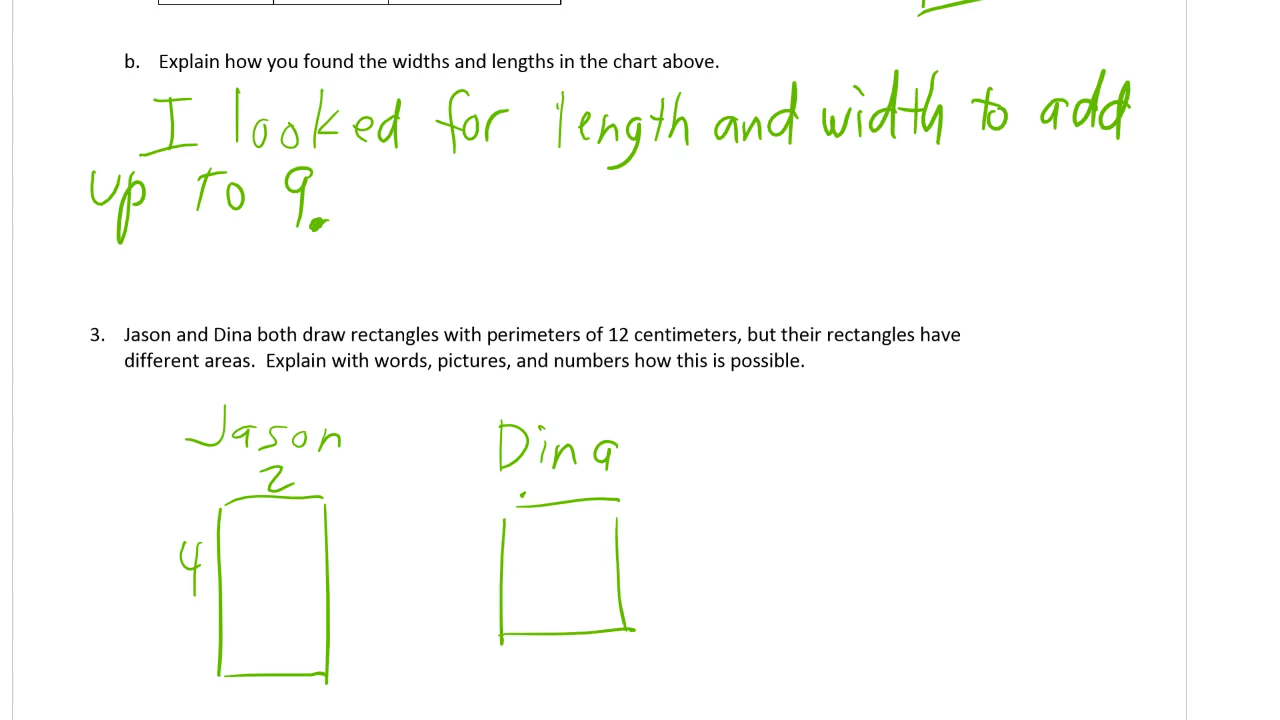 b. Explain how you found the widths and lengths in the chart above.
I looked for length and width to add
up to 9.
3. Jason and Dina both draw rectangles with perimeters of 12 centimeters, but their rectangles have
different areas. Explain with words, pictures, and numbers how this is possible.
Jason Dina
2
4